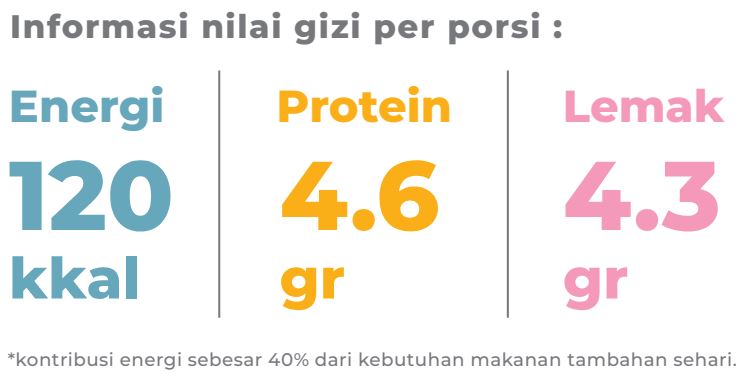 Informasi nilai gizi per porsi :
Energi
120
kkal
Protein
4.6
gr
Lemak
4.3
gr
*kontribusi energi sebesar 40% dari kebutuhan makanan tambahan sehari.